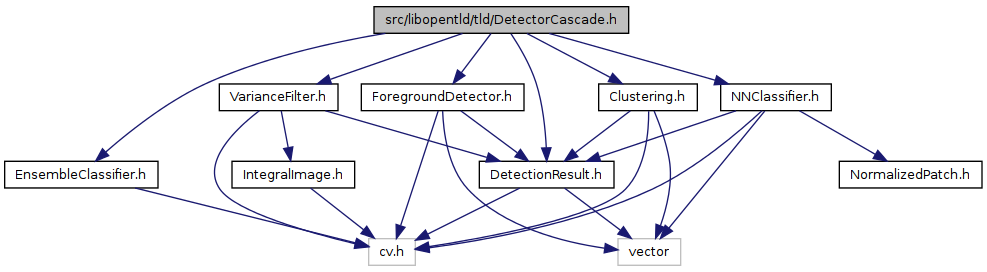 src/libopentld/tld/DetectorCascade.h
VarianceFilter.h
ForegroundDetector.h
Clustering.h
NNClassifier.h
EnsembleClassifier.h
IntegralImage.h
DetectionResult.h
NormalizedPatch.h
cv.h
vector